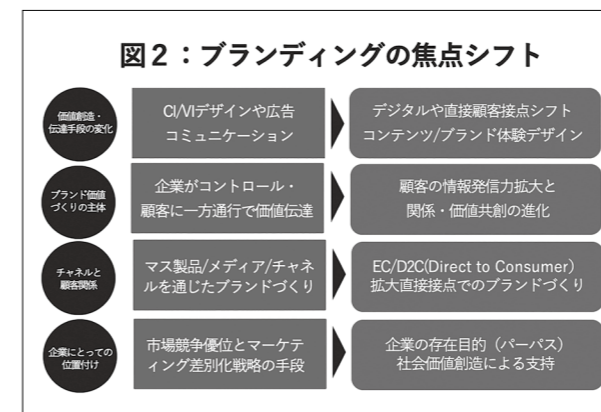 図2：ブランディングの焦点シフト
価値創造・
伝達手段の変化
CI/VIデザインや広告
コミュニケーション
デジタルや直接顧客接点シフト
コンテンツ/ブランド体験デザイン
ブランド価値
づくりの主体
企業がコントロール・
顧客に一方通行で価値伝達
顧客の情報発信力拡大と
関係・価値共創の進化
チャネルと
顧客関係
マス製品/メディア/チャネ
ルを通じたブランドづくり
EC/D2C(Direct to Consumer)
拡大直接接点でのブランドづくり
企業にとっての
位置付け
市場競争優位とマーケテ
ィング差別化戦略の手段
企業の存在目的（パーパス）
社会価値創造による支持